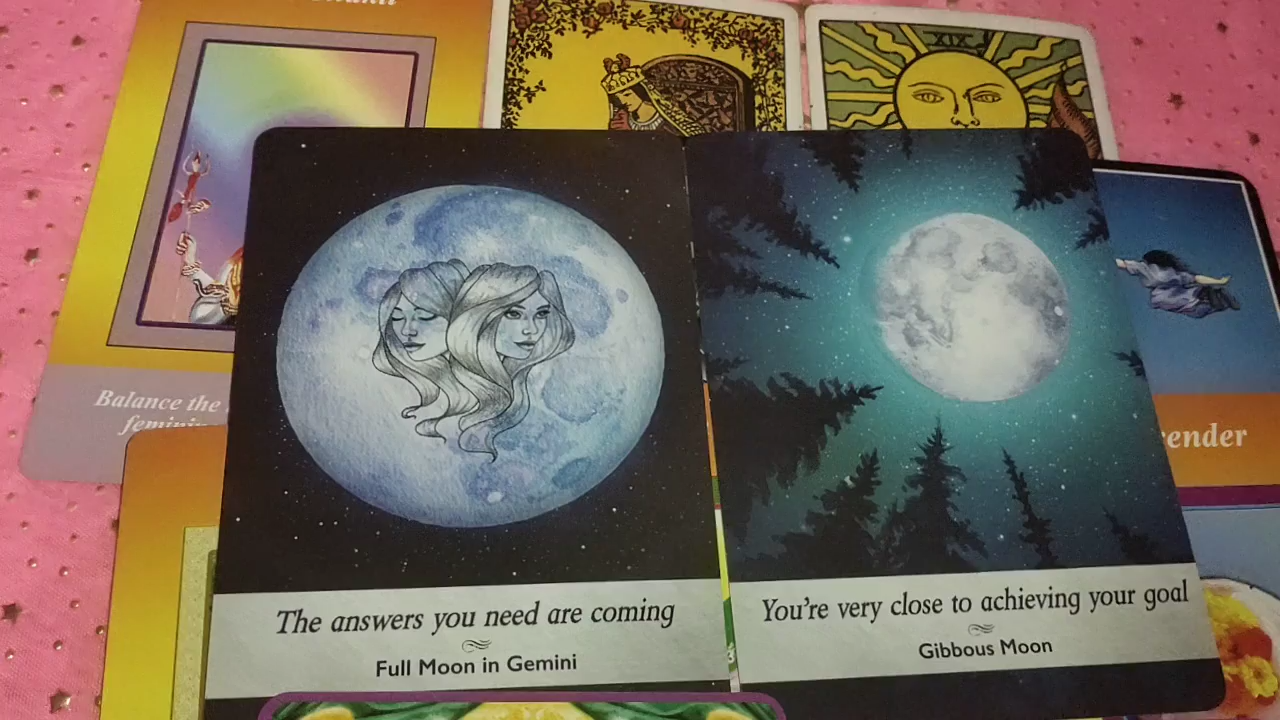 XIX
Balance the
The answers you need are coming
Full Moon in Gemini
You're very close to achieving your goal
Gibbous Moon